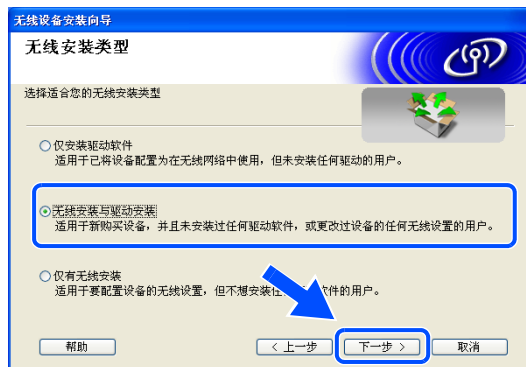 无线设备安装向导
无线安装类型
选择适合您的无线安装类型
仅安装驱动软件
适用于已将设备配置为在无线网络中使用，但未安装任何驱动的用户。
无线安装与驱动安装
适用于新购买设备，并且未安装过任何驱动软件，或更改过设备的任何无线设置的用户。
仅有无线安装
适用于要配置设备的无线设置，但不想安装 软件的用户。
帮助
< 上一步
下一步 >
取消